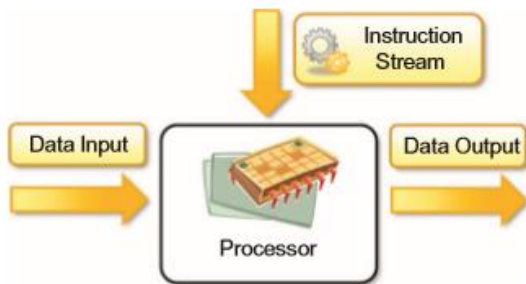 Instruction
Stream
Data Input
Data Output
Processor